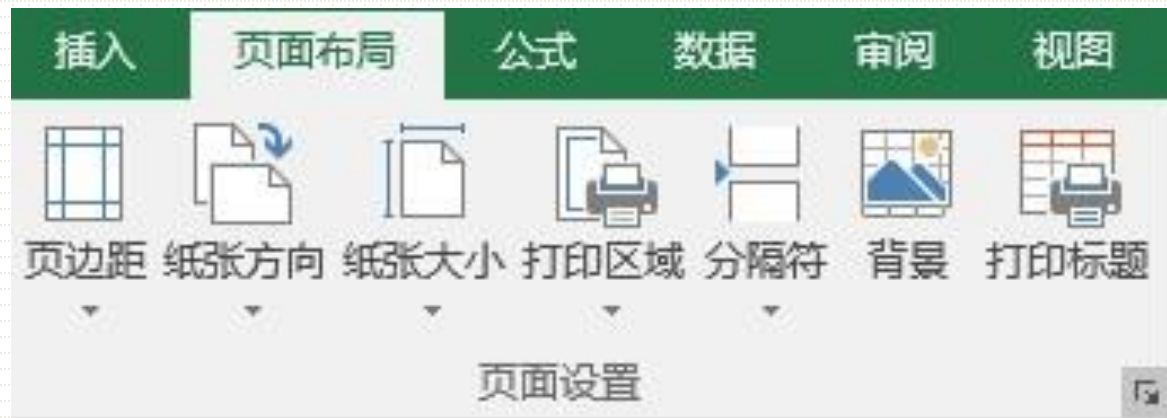 插入 页面布局 公式 数据 审阅 视图
页边距 纸张方向 纸张大小 打印区域 分隔符 背景 打印标题
页面设置